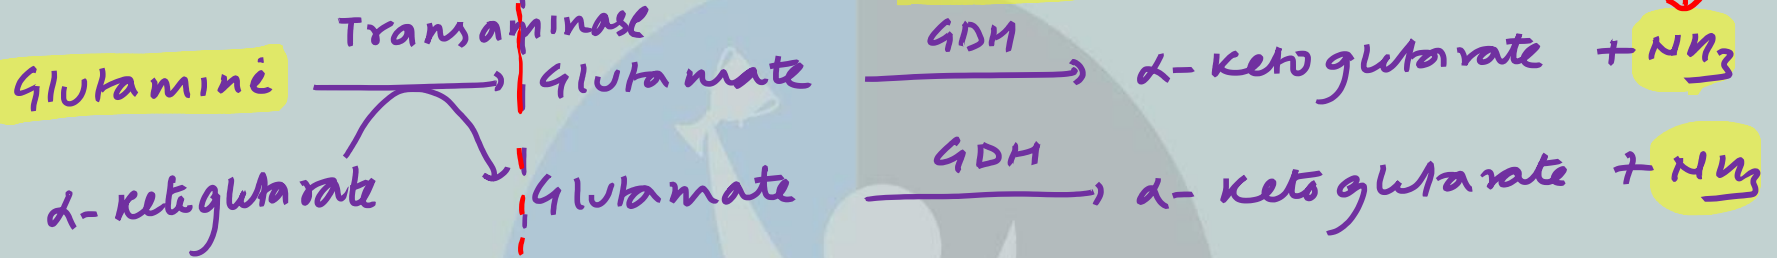 Transaminase
Glutamine → Glutamate GDH → α- Ketoglutarate + NH3
α- Ketoglutarate Glutamate GDH → α- Ketoglutarate + NH3